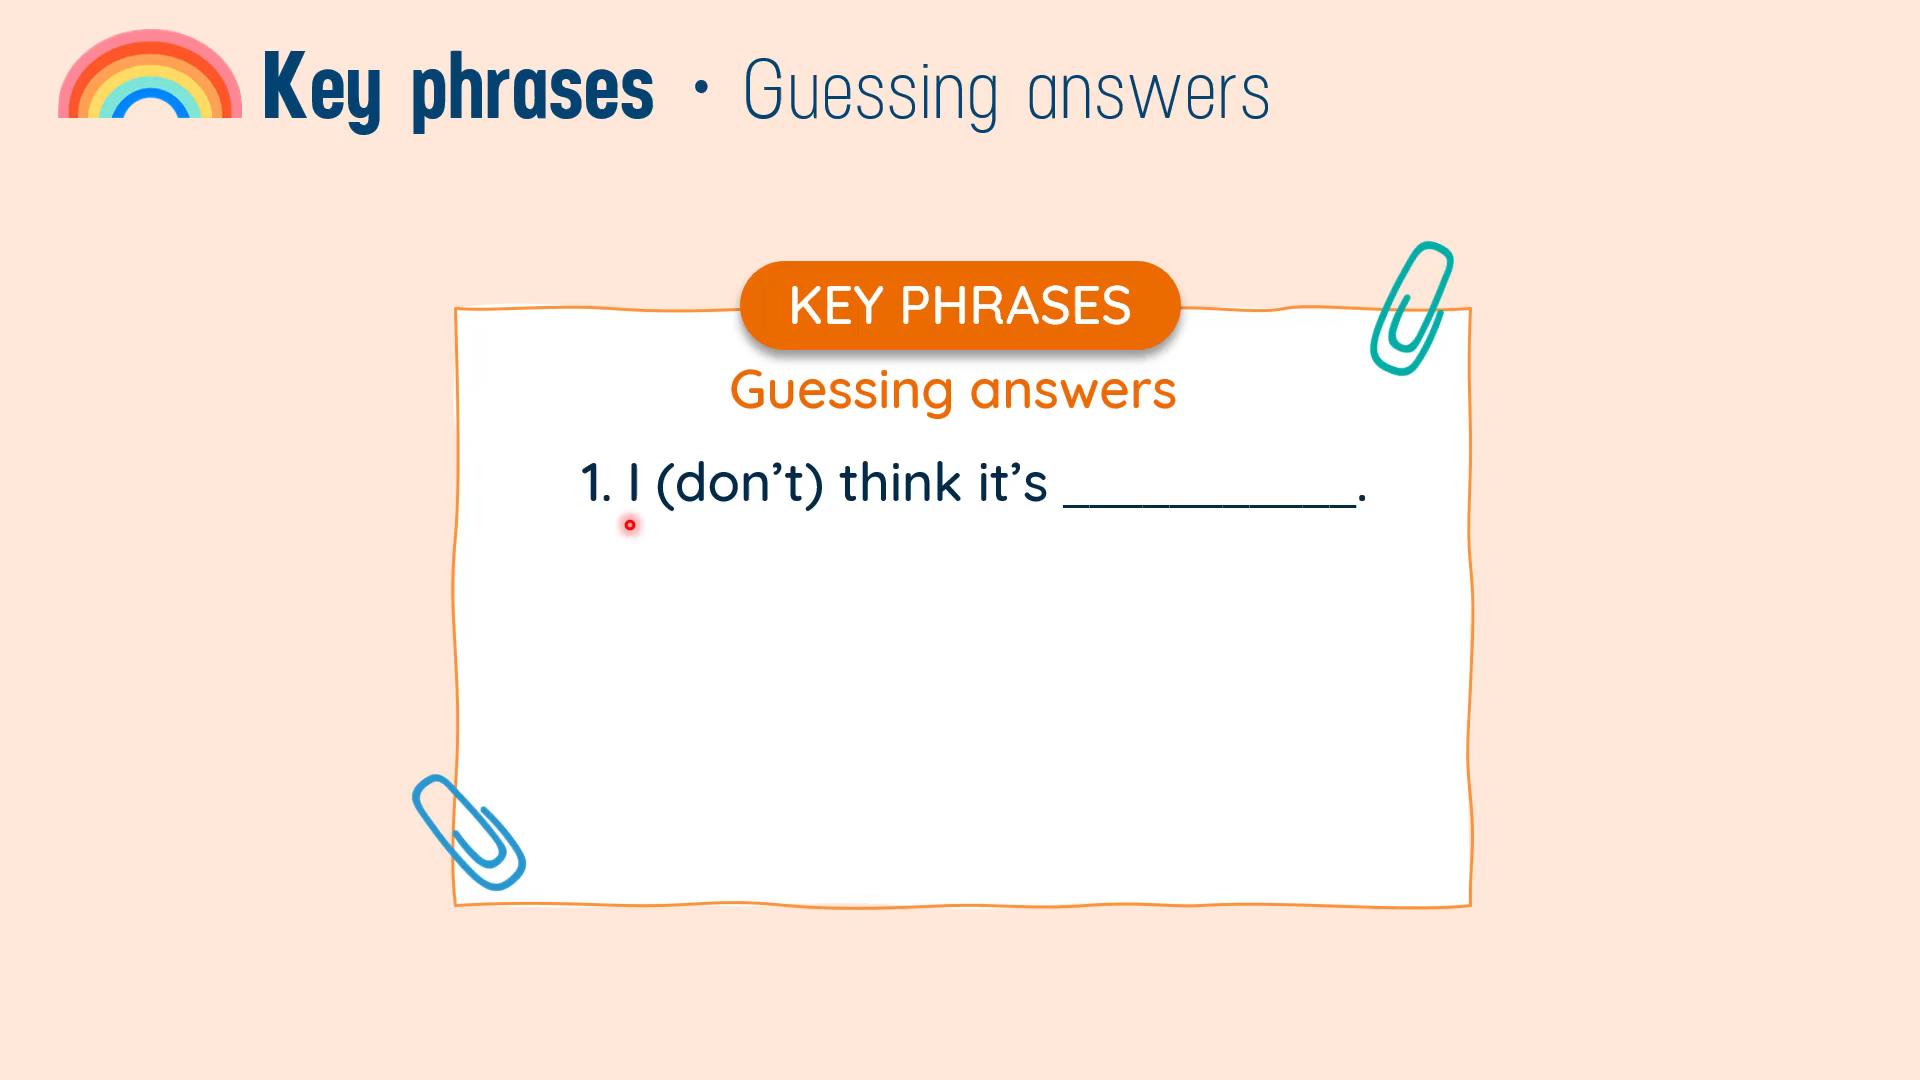 Key phrases • Guessing answers
KEY PHRASES
Guessing answers
1. I (don’t) think it’s ___________.